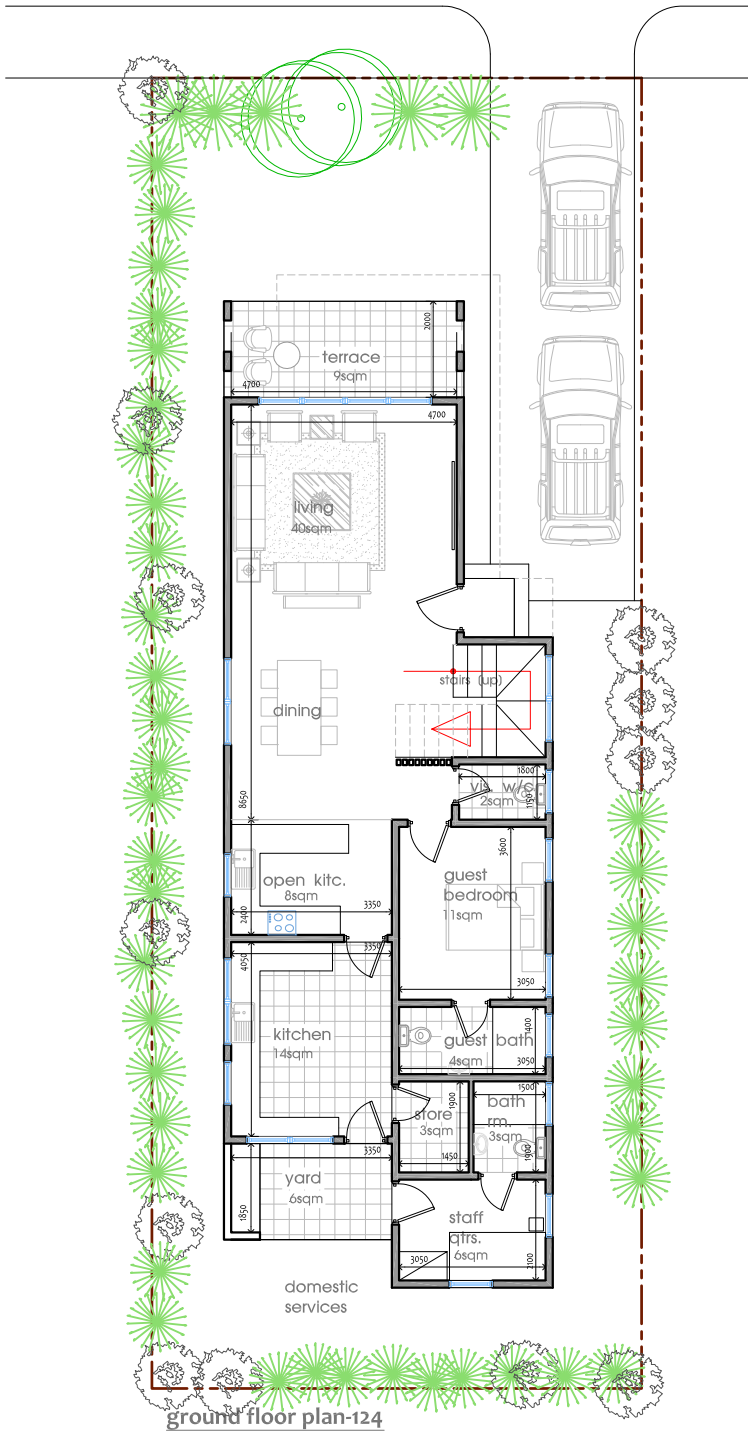 2000
terrace
9sqm
4700
4700
living
40sqm
stairs (up)
dining
1800
vis. w/c.
2sqm
1150
8650
3600
guest
bedroom
11sqm
open kitc.
8sqm
3350
2400
3350
4050
3050
1400
kitchen
14sqm
guest bath
4sqm
3050
1500
1900
bath
rm.
3sqm
store
3sqm
1900
1450
3350
yard
6sqm
1850
staff
qtrs.
6sqm
3050
2100
domestic
services
ground floor plan-124